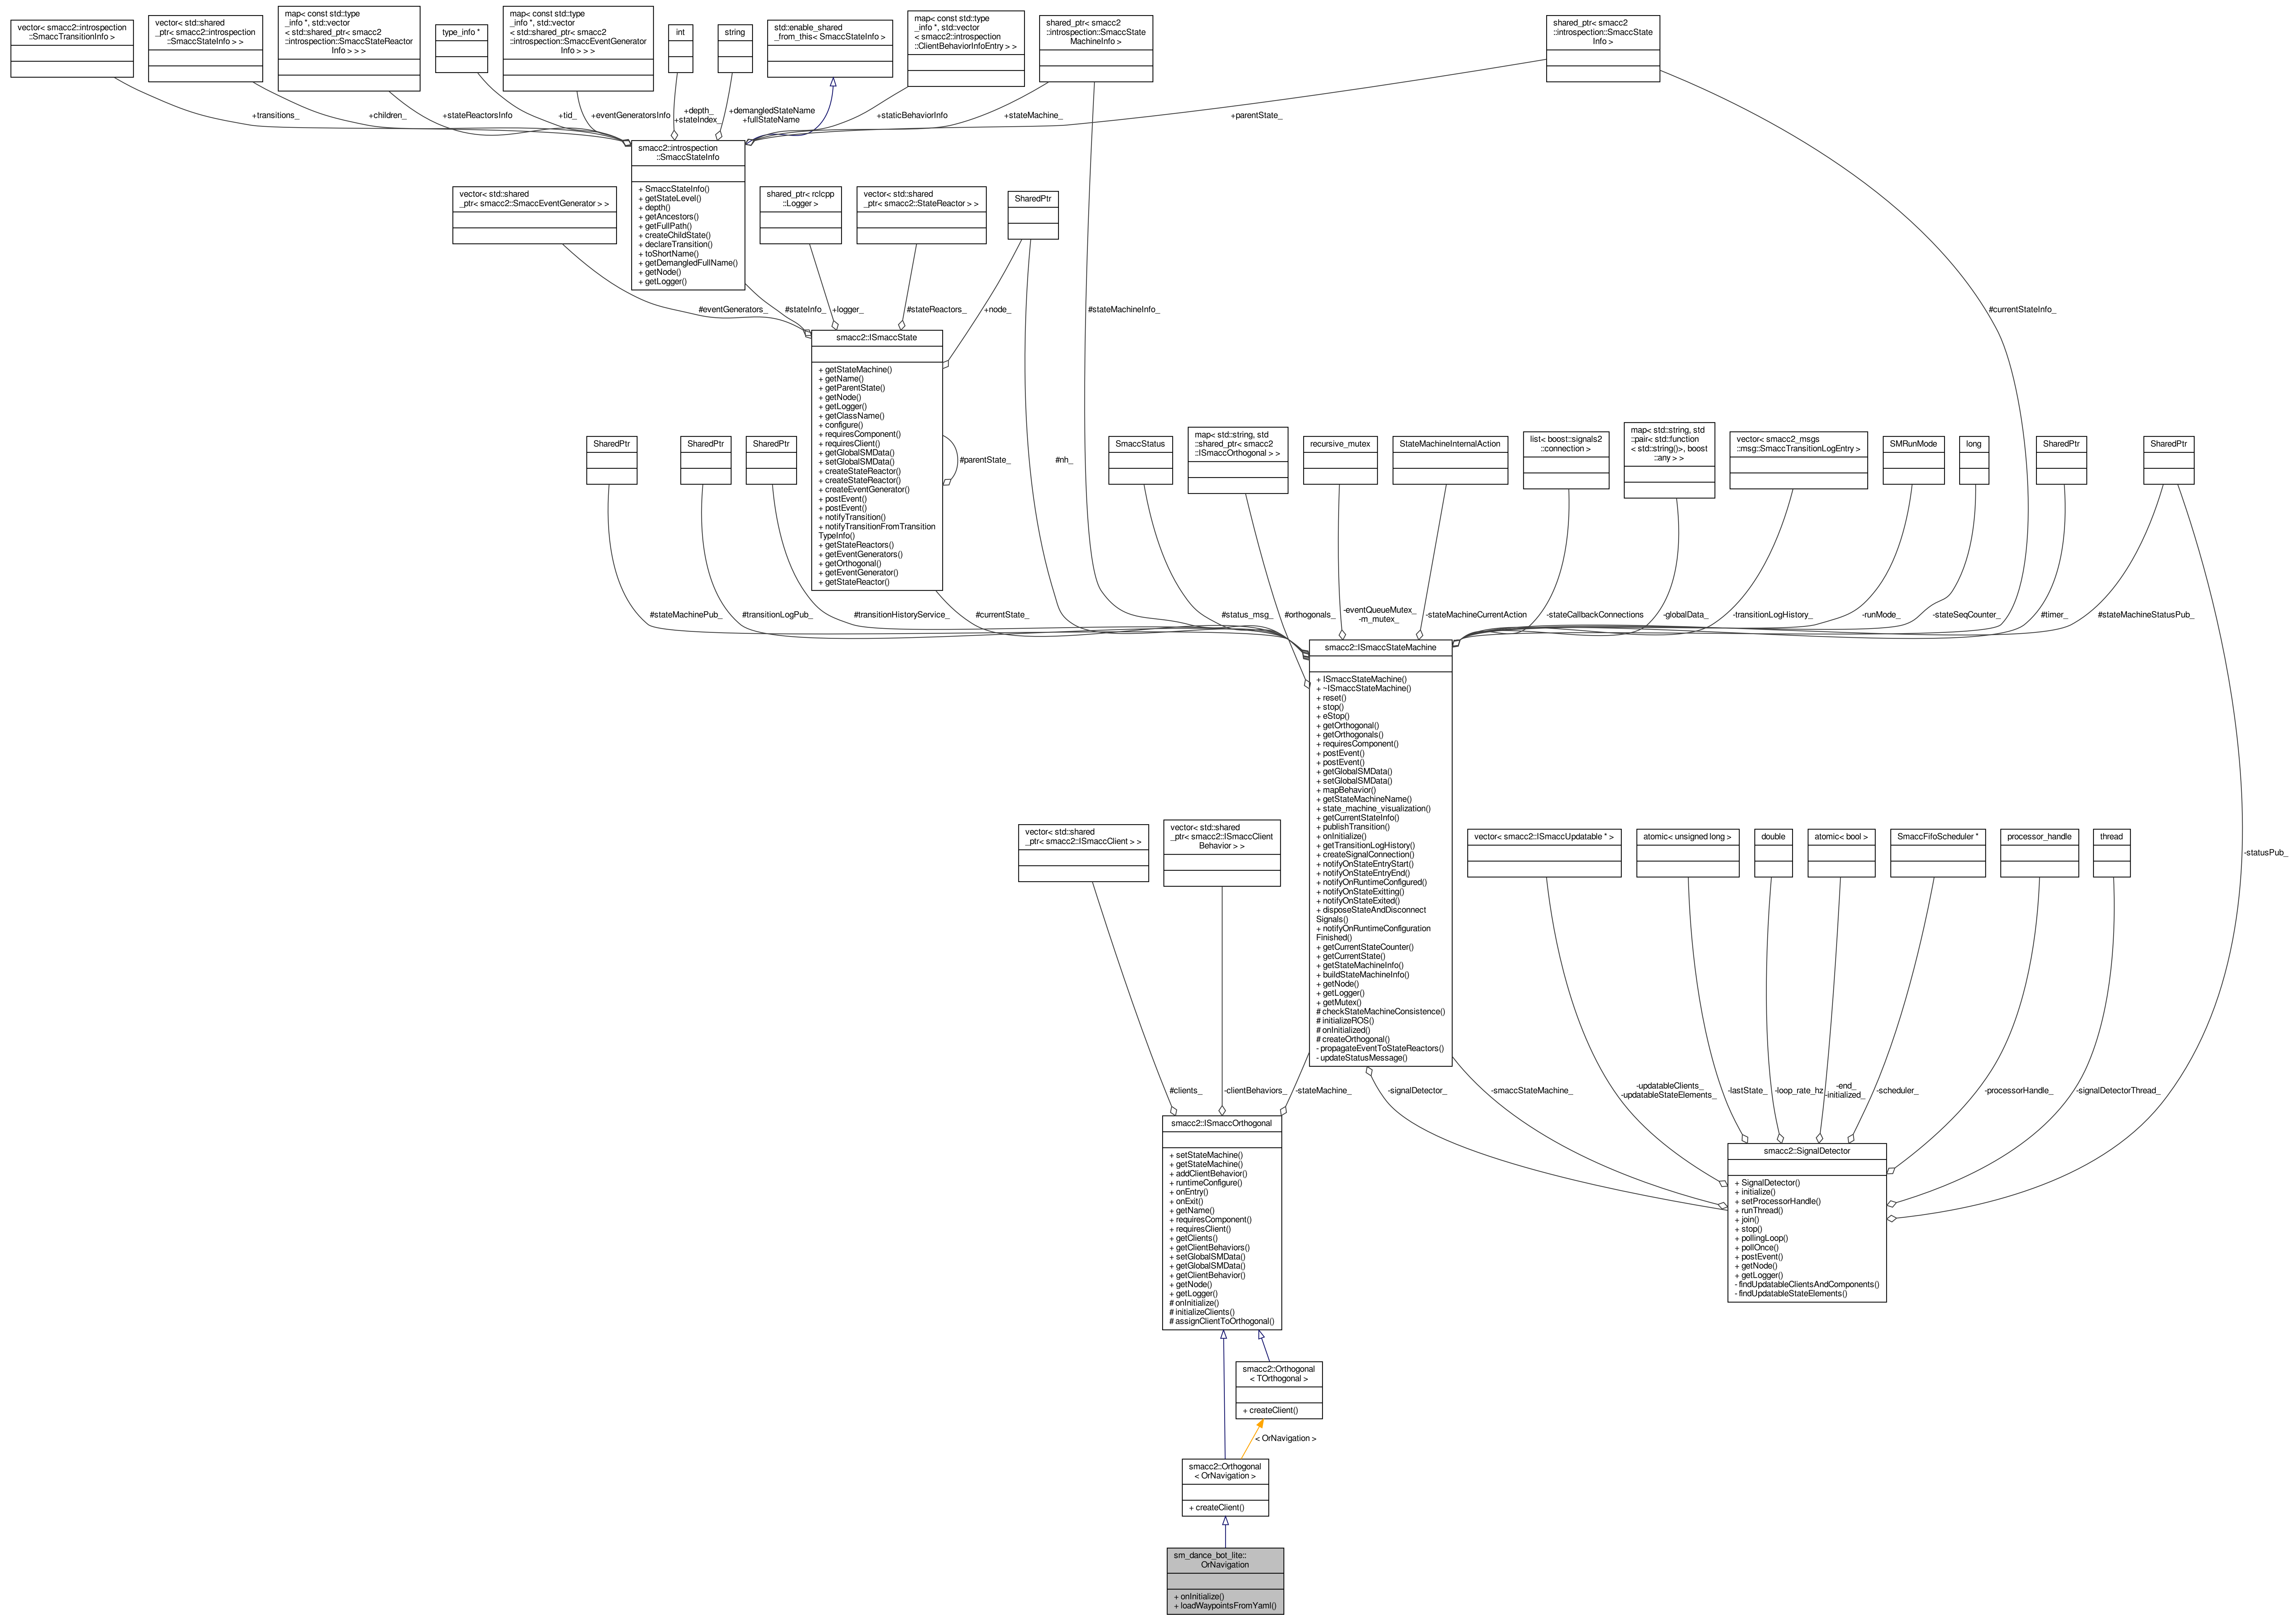 vector< smacc2::introspection
::SmaccTransitionInfo >
vector< std::shared
_ptr< smacc2::introspection
::SmaccStateInfo > >
map< const std::type
_info *, std::vector
< std::shared_ptr< smacc2
::introspection::SmaccStateReactor
Info > > >
type_info *
map< const std::type
_info *, std::vector
< std::shared_ptr< smacc2
::introspection::SmaccEventGenerator
Info > > >
int
string
std::enable_shared
_from_this< SmaccStateInfo >
map< const std::type
_info *, std::vector
< smacc2::introspection
::ClientBehaviorInfoEntry > >
shared_ptr< smacc2
::introspection::SmaccState
MachineInfo >
shared_ptr< smacc2
::introspection::SmaccState
Info >
+transitions_
+children_
+stateReactorsInfo
+tid_
+eventGeneratorsInfo
+depth_
+stateIndex_
+demangledStateName
+fullStateName
+staticBehaviorInfo
+stateMachine_
+parentState_
smacc2::introspection
::SmaccStateInfo
+ SmaccStateInfo()
+ getStateLevel()
+ depth()
+ getAncestors()
+ getFullPath()
+ createChildState()
+ declareTransition()
+ toShortName()
+ getDemangledFullName()
+ getNode()
+ getLogger()
vector< std::shared
_ptr< smacc2::SmaccEventGenerator > >
shared_ptr< rclcpp
::Logger >
vector< std::shared
_ptr< smacc2::StateReactor > >
SharedPtr
#eventGenerators_
#stateInfo_
+logger_
#stateReactors_
+node_
#stateMachineInfo_
#currentStateInfo_
smacc2::ISmaccState
+ getStateMachine()
+ getName()
+ getParentState()
+ getNode()
+ getLogger()
+ getClassName()
+ configure()
+ requiresComponent()
+ requiresClient()
+ getGlobalSMData()
+ setGlobalSMData()
+ createStateReactor()
+ createStateReactor()
+ createEventGenerator()
+ postEvent()
+ postEvent()
+ notifyTransition()
+ notifyTransitionFromTransition
TypeInfo()
+ getStateReactors()
+ getEventGenerators()
+ getOrthogonal()
+ getEventGenerator()
+ getStateReactor()
#parentState_
#nh_
SharedPtr
SharedPtr
SharedPtr
SmaccStatus
map< std::string, std
::shared_ptr< smacc2
::ISmaccOrthogonal > >
recursive_mutex
StateMachineInternalAction
list< boost::signals2
::connection >
map< std::string, std
::pair< std::function
< std::string()>, boost
::any > >
vector< smacc2_msgs
::msg::SmaccTransitionLogEntry >
SMRunMode
long
SharedPtr
SharedPtr
#stateMachinePub_
#transitionLogPub_
#transitionHistoryService_
#currentState_
#status_msg_
#orthogonals_
-eventQueueMutex_
-m_mutex_
-stateMachineCurrentAction
-stateCallbackConnections
-globalData_
-transitionLogHistory_
-runMode_
-stateSeqCounter_
#timer_
#stateMachineStatusPub_
smacc2::ISmaccStateMachine
+ ISmaccStateMachine()
+ ~ISmaccStateMachine()
+ reset()
+ stop()
+ eStop()
+ getOrthogonal()
+ getOrthogonals()
+ requiresComponent()
+ postEvent()
+ postEvent()
+ getGlobalSMData()
+ setGlobalSMData()
+ mapBehavior()
+ getStateMachineName()
+ state_machine_visualization()
+ getCurrentStateInfo()
+ publishTransition()
+ onInitialize()
+ getTransitionLogHistory()
+ createSignalConnection()
+ notifyOnStateEntryStart()
+ notifyOnStateEntryEnd()
+ notifyOnRuntimeConfigured()
+ notifyOnStateExitting()
+ notifyOnStateExited()
+ disposeStateAndDisconnect
Signals()
+ notifyOnRuntimeConfiguration
Finished()
+ getCurrentStateCounter()
+ getCurrentState()
+ getStateMachineInfo()
+ buildStateMachineInfo()
+ getNode()
+ getLogger()
+ getMutex()
# checkStateMachineConsistence()
# initializeROS()
# onInitialized()
# createOrthogonal()
- propagateEventToStateReactors()
- updateStatusMessage()
vector< std::shared
_ptr< smacc2::ISmaccClient > >
vector< std::shared
_ptr< smacc2::ISmaccClient
Behavior > >
vector< smacc2::ISmaccUpdatable * >
atomic< unsigned long >
double
atomic< bool >
SmaccFifoScheduler *
processor_handle
thread
-statusPub_
#clients_
-clientBehaviors_
-stateMachine_
-signalDetector_
-smaccStateMachine_
-updatableClients_
-updatableStateElements_
-lastState_
-loop_rate_hz
-end_
-initialized_
-scheduler_
-processorHandle_
-signalDetectorThread_
smacc2::ISmaccOrthogonal
+ setStateMachine()
+ getStateMachine()
+ addClientBehavior()
+ runtimeConfigure()
+ onEntry()
+ onExit()
+ getName()
+ requiresComponent()
+ requiresClient()
+ getClients()
+ getClientBehaviors()
+ setGlobalSMData()
+ getGlobalSMData()
+ getClientBehavior()
+ getNode()
+ getLogger()
# onInitialize()
# initializeClients()
# assignClientToOrthogonal()
smacc2::SignalDetector
+ SignalDetector()
+ initialize()
+ setProcessorHandle()
+ runThread()
+ join()
+ stop()
+ pollingLoop()
+ pollOnce()
+ postEvent()
+ getNode()
+ getLogger()
- findUpdatableClientsAndComponents()
- findUpdatableStateElements()
smacc2::Orthogonal
< TOrthogonal >
+ createClient()
< OrNavigation >
smacc2::Orthogonal
< OrNavigation >
+ createClient()
sm_dance_bot_lite::
OrNavigation
+ onInitialize()
+ loadWaypointsFromYaml()